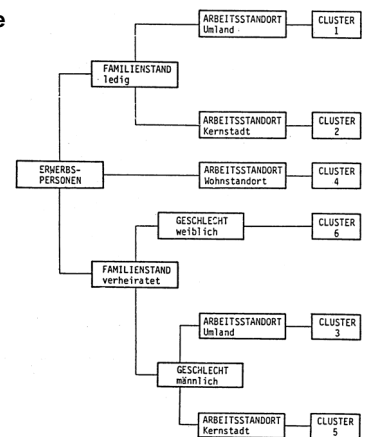 e
ARBEITSSTANDORT
Umland
CLUSTER
1
FAMILIENSTAND
ledig
ARBEITSSTANDORT
Kernstadt
CLUSTER
2
ERWERBS-
PERSONEN
ARBEITSSTANDORT
Wohnstandort
CLUSTER
4
GESCHLECHT
weiblich
CLUSTER
6
FAMILIENSTAND
verheiratet
ARBEITSSTANDORT
Umland
CLUSTER
3
GESCHLECHT
männlich
ARBEITSSTANDORT
Kernstadt
CLUSTER
5